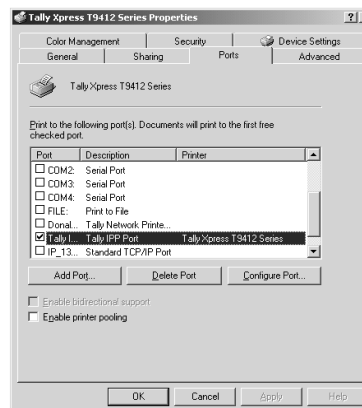 Tally Xpress T9412 Series Properties
Color Management Security Device Settings
General Sharing Ports Advanced
Tally Xpress T9412 Series
Print to the following port(s). Documents will print to the first free
checked port.
Port Description Printer
COM2: Serial Port
COM3: Serial Port
COM4: Serial Port
FILE: Print to File
Donal... Tally Network Printe...
Tally I... Tally IPP Port Tally Xpress T9412 Series
IP_13... Standard TCP/IP Port
Add Port... Delete Port Configure Port...
Enable bidirectional support
Enable printer pooling
OK Cancel Apply Help